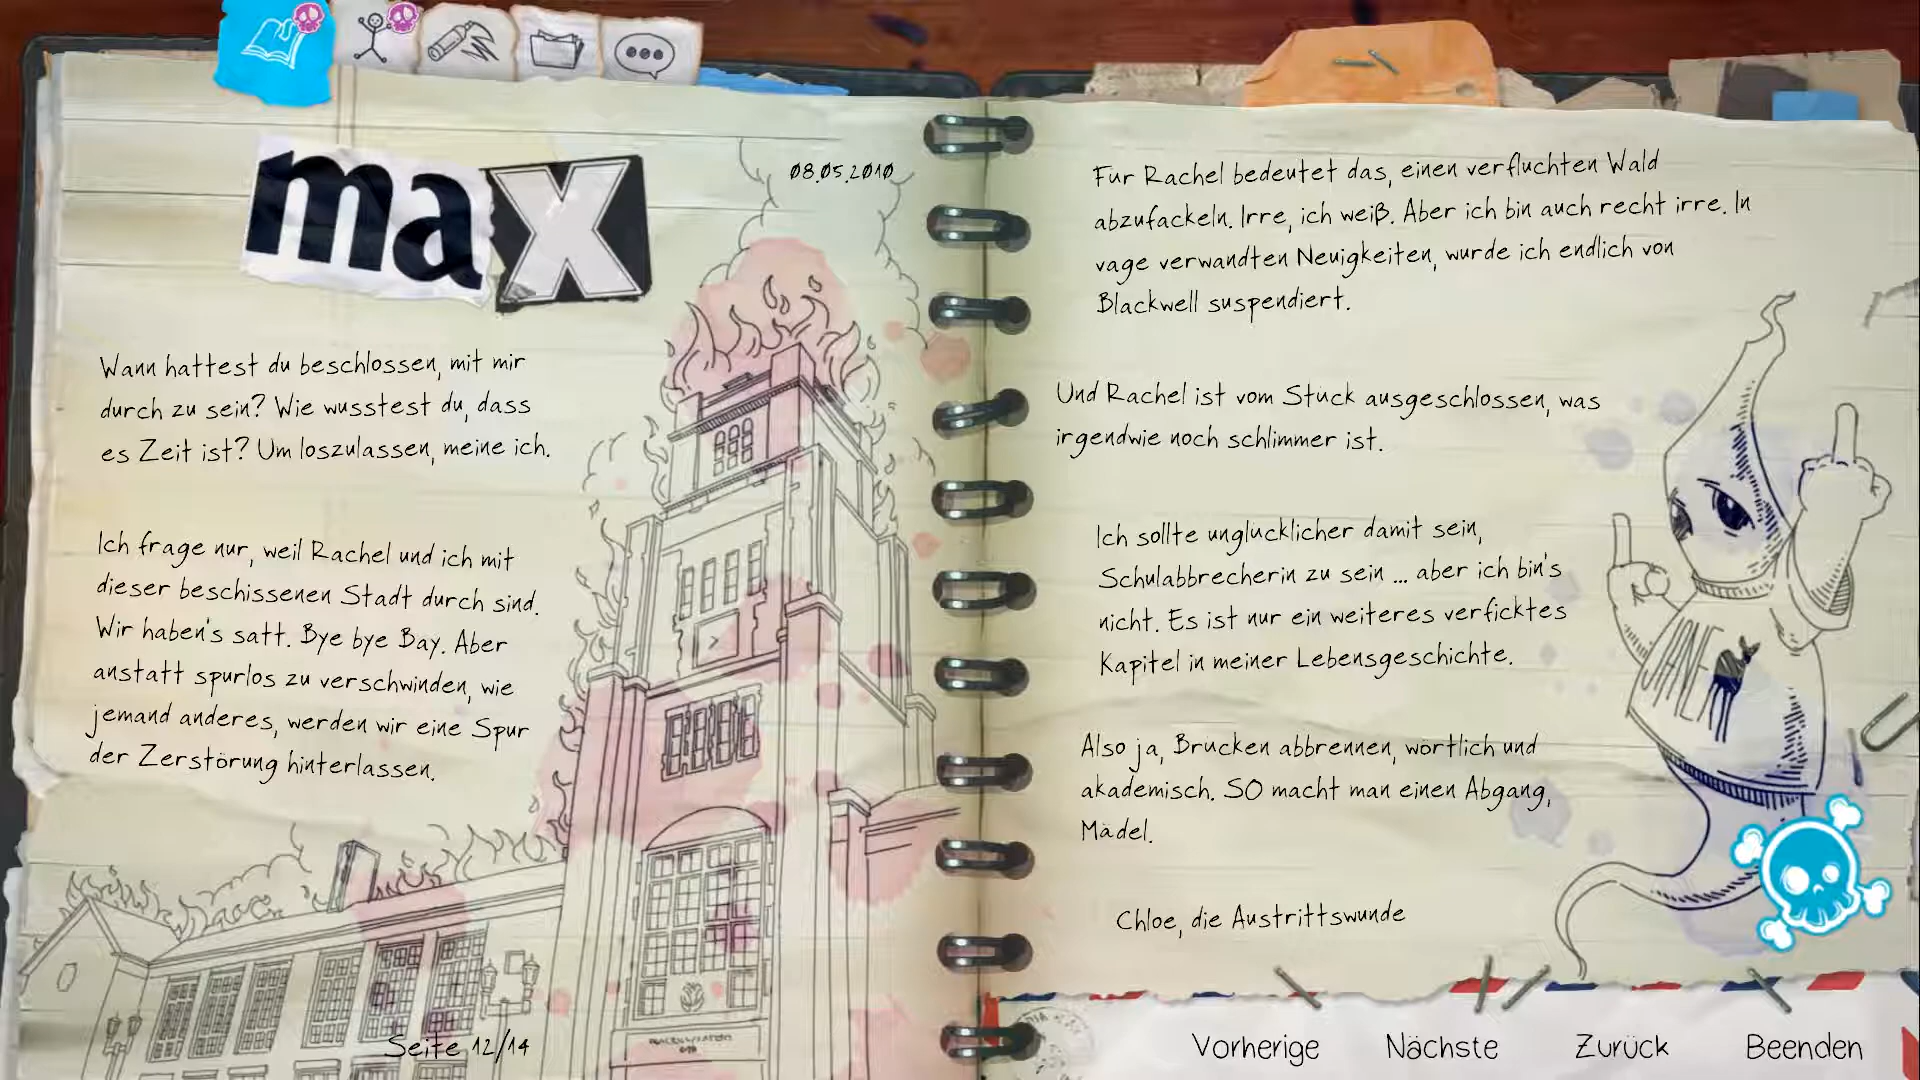 max
08.05.2010
Wann hattest du beschlossen, mit mir
durch zu sein? Wie wusstest du, dass
es Zeit ist? Um loszulassen, meine ich.
Ich frage nur, weil Rachel und ich mit
dieser beschissenen Stadt durch sind.
Wir haben's satt. Bye bye Bay. Aber
anstatt spurlos zu verschwinden, wie
jemand anderes, werden wir eine Spur
der Zerstörung hinterlassen.
Seite 12/14
Für Rachel bedeutet das, einen verfluchten Wald
abzufackeln. Irre, ich weiß. Aber ich bin auch recht irre. In
vage verwandten Neuigkeiten, wurde ich endlich von
Blackwell suspendiert.
Und Rachel ist vom Stück ausgeschlossen, was
irgendwie noch schlimmer ist.
Ich sollte unglücklicher damit sein,
Schulabbrecherin zu sein ... aber ich bin's
nicht. Es ist nur ein weiteres verficktes
Kapitel in meiner Lebensgeschichte.
Also ja, Brücken abbrennen, wörtlich und
akademisch. SO macht man einen Abgang,
Mädel.
Chloe, die Austrittswunde
JANE
Vorherige
Nächste
Zurück
Beenden